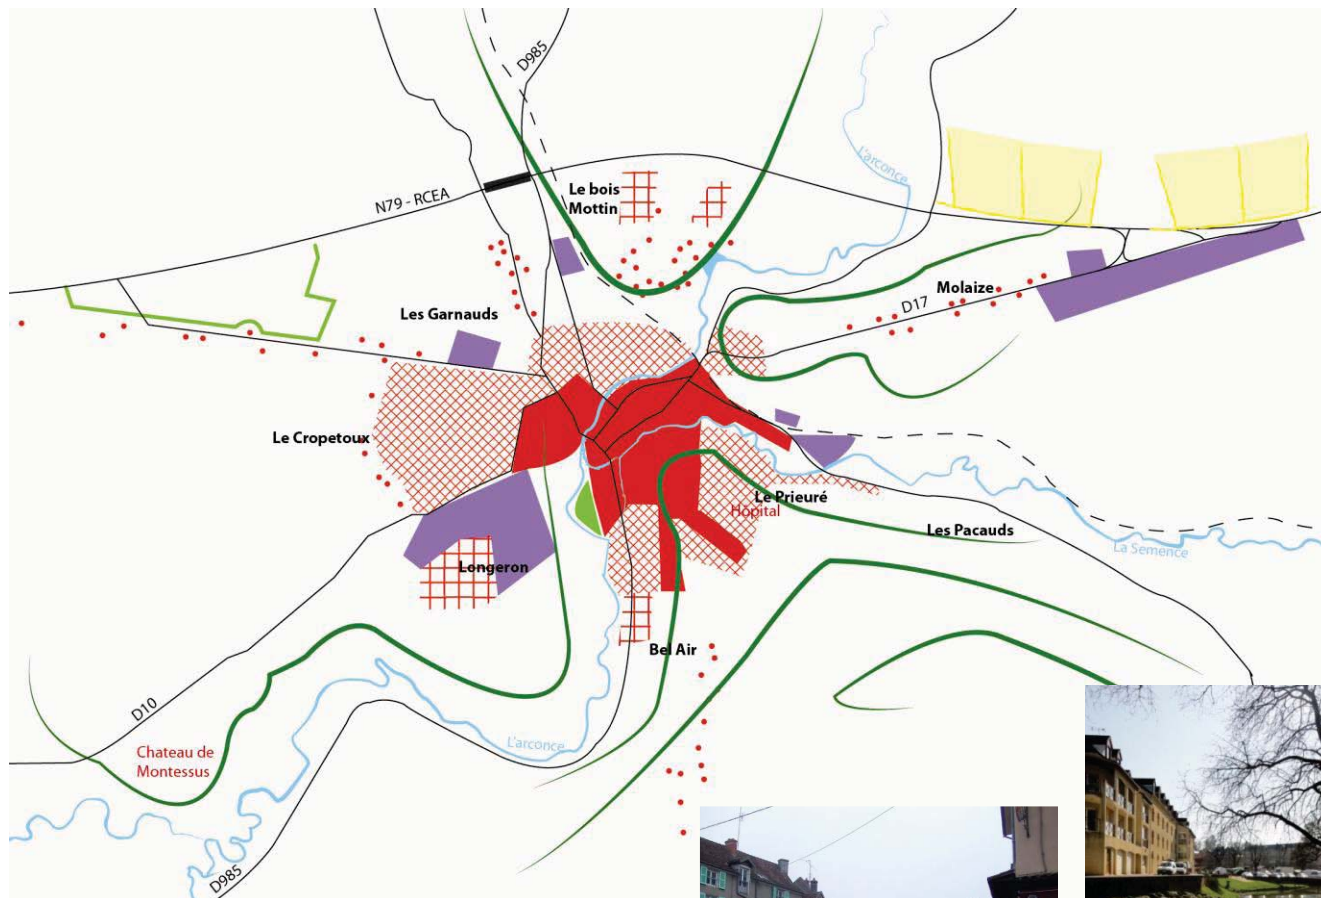 D985
L'arconce
N79 - RCEA
Le bois
Mottin
Molaize
D17
Les Garnauds
Le Cropetoux
Le Prieuré
Hôpital
Les Pacauds
La Semence
Longeron
Bel Air
D10
L'arconce
Chateau de
Montessus
D985